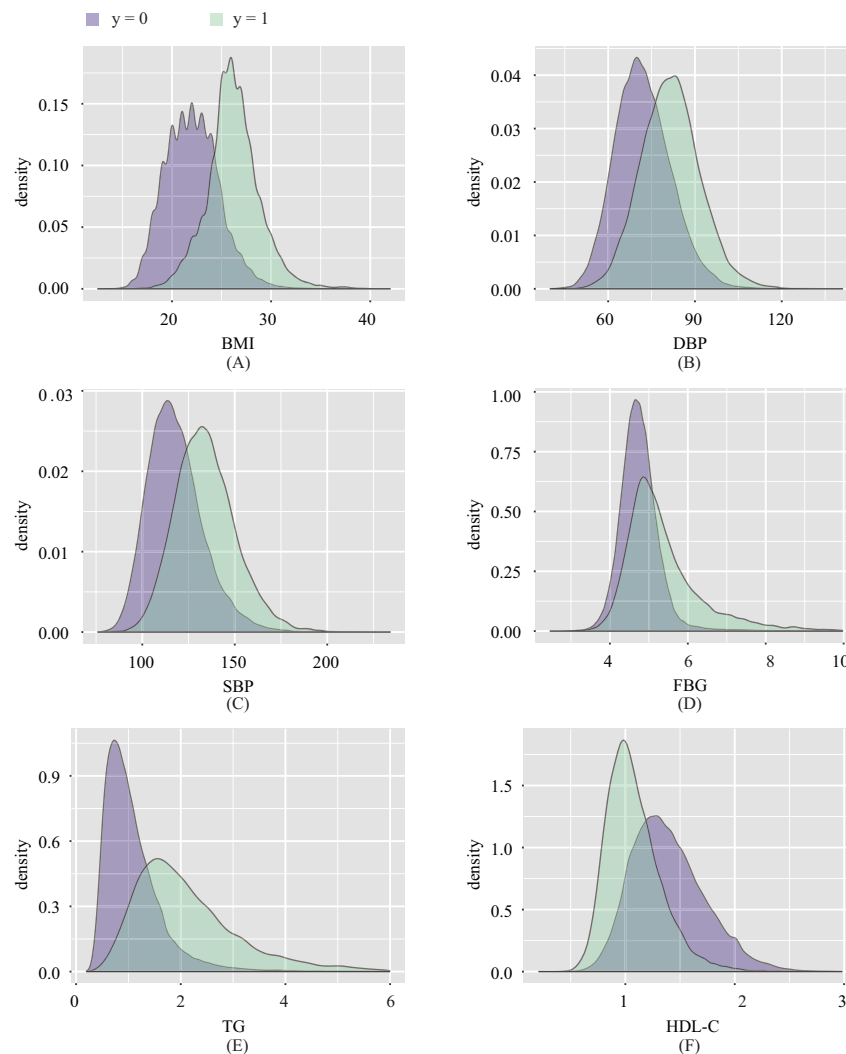 y = 0 y = 1
0.15
0.10
0.05
0.00
density
20 30 40
BMI
(A)
0.04
0.03
0.02
0.01
0.00
density
60 90 120
DBP
(B)
0.03
0.02
0.01
0.00
density
100 150 200
SBP
(C)
1.00
0.75
0.50
0.25
0.00
density
4 6 8 10
FBG
(D)
0.9
0.6
0.3
0.0
density
0 2 4 6
TG
(E)
1.5
1.0
0.5
0.0
density
1 2 3
HDL-C
(F)